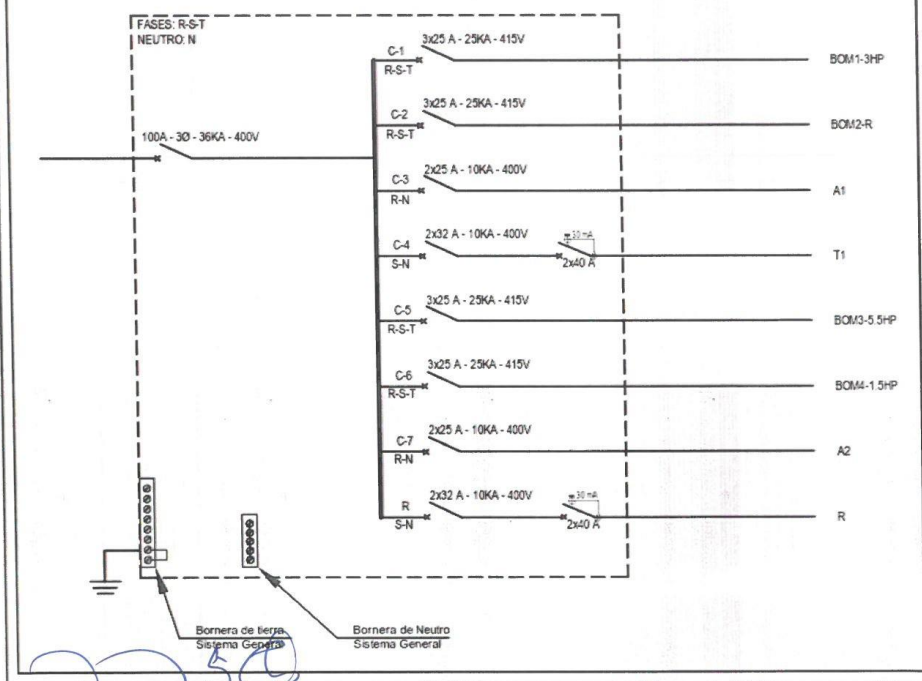 FASES: R-S-T
NEUTRO: N
100A - 3Ø - 36KA - 400V
C-1
R-S-T
3x25 A - 25KA - 415V
BOM1-3HP
C-2
R-S-T
3x25 A - 25KA - 415V
BOM2-R
C-3
R-N
2x25 A - 10KA - 400V
A1
C-4
S-N
2x32 A - 10KA - 400V
30 mA
2x40 A
T1
C-5
R-S-T
3x25 A - 25KA - 415V
BOM3-5.5HP
C-6
R-S-T
3x25 A - 25KA - 415V
BOM4-1.5HP
C-7
R-N
2x25 A - 10KA - 400V
A2
R
S-N
2x32 A - 10KA - 400V
30 mA
2x40 A
R
Bornera de tierra
Sistema General
Bornera de Neutro
Sistema General